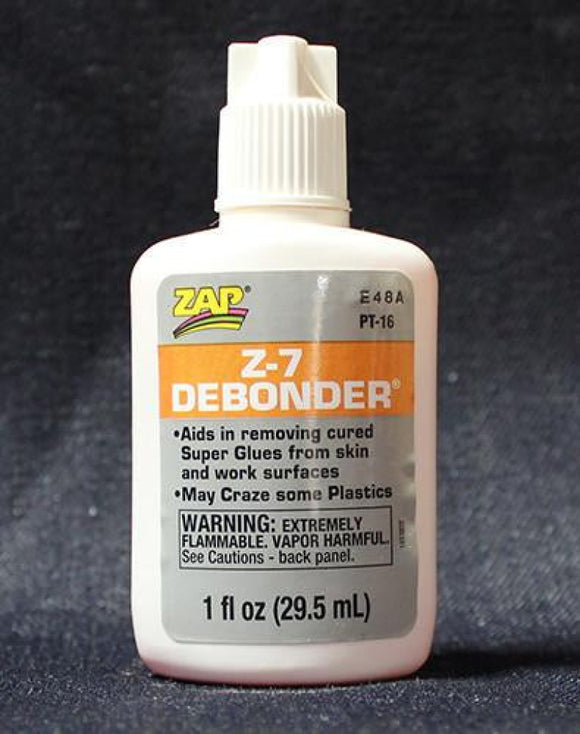 ZAP®
E48A
PT-16
Z-7
DEBONDER®
•Aids in removing cured
Super Glues from skin
and work surfaces
•May Craze some Plastics
WARNING: EXTREMELY
FLAMMABLE. VAPOR HARMFUL.
See Cautions - back panel.
1 fl oz (29.5 mL)